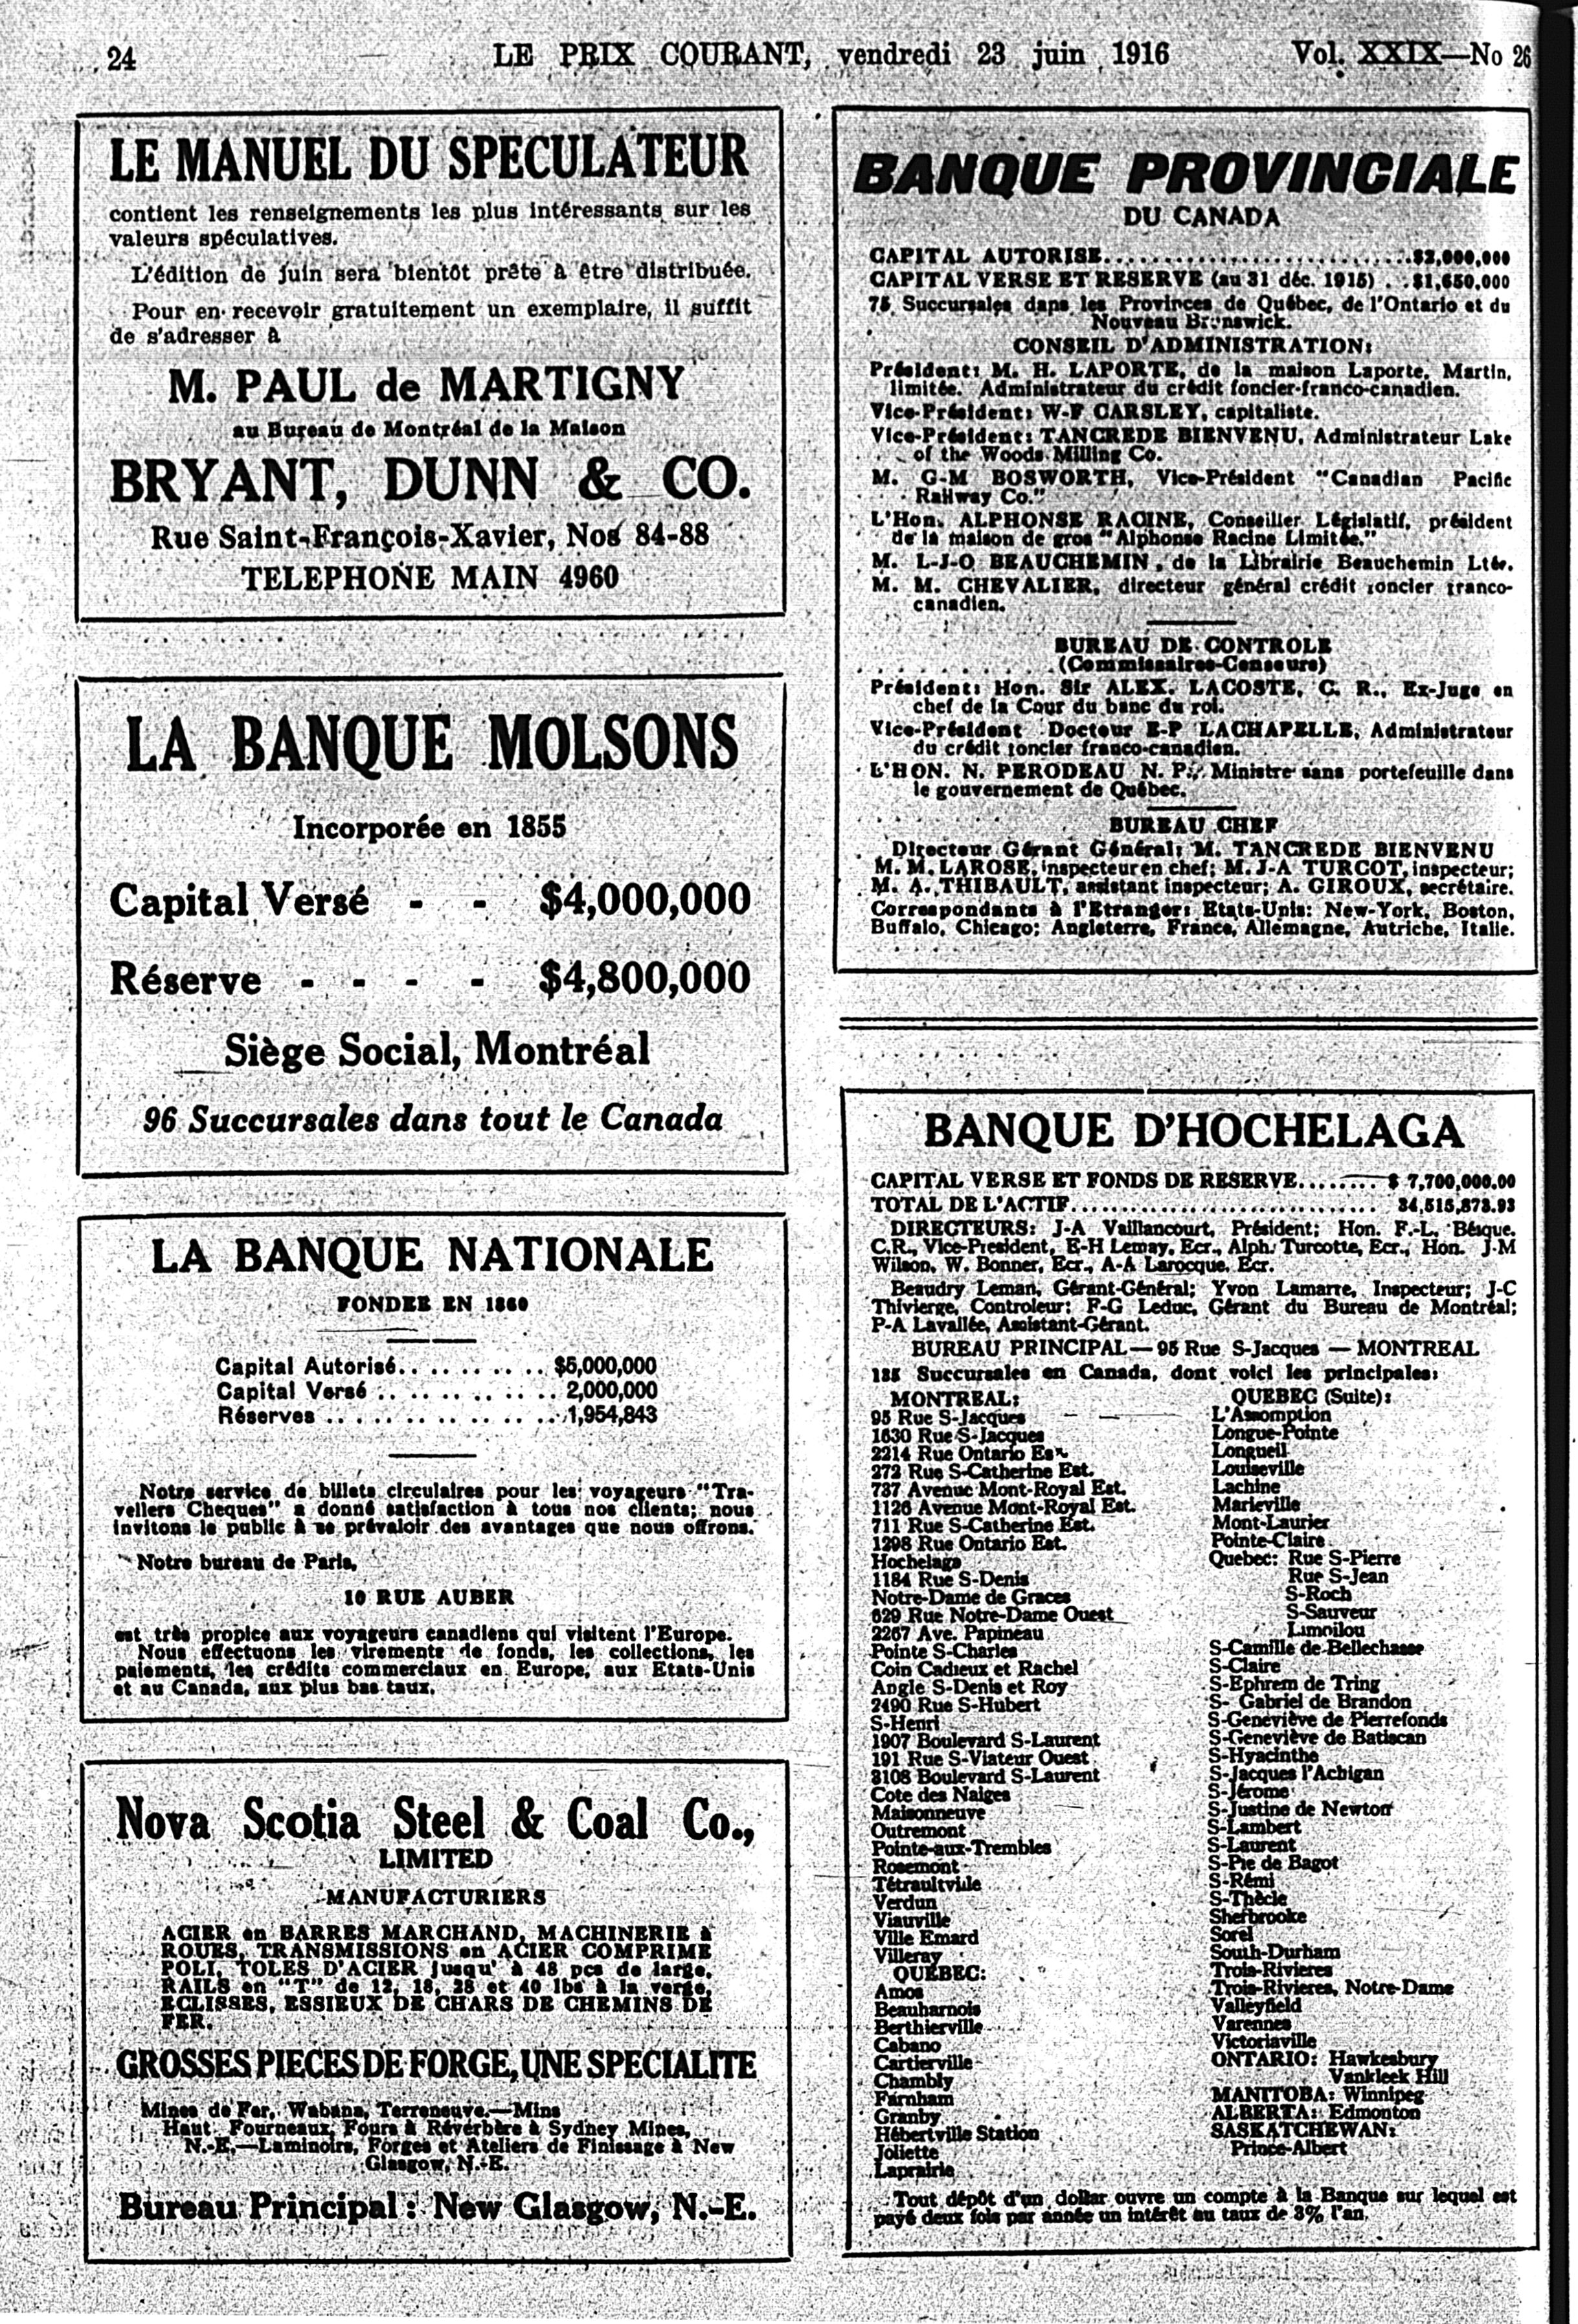 24
LE PRIX COURANT, vendredi 23 juin 1916
Vol. XXIX—No 26
LE MANUEL DU SPECULATEUR
contient les renseignements les plus intéressants sur les
valeurs spéculatives.
L'édition de juin sera bientôt prête à être distribuée.
Pour en recevoir gratuitement un exemplaire, il suffit
de s'adresser à
M. PAUL de MARTIGNY
au Bureau de Montréal de la Maison
BRYANT, DUNN & CO.
Rue Saint-François-Xavier, Nos 84-88
TELEPHONE MAIN 4960
LA BANQUE MOLSONS
Incorporée en 1855
Capital Versé - - $4,000,000
Réserve - - - - $4,800,000
Siège Social, Montréal
96 Succursales dans tout le Canada
LA BANQUE NATIONALE
FONDEE EN 1860
Capital Autorisé.. .. .. .. .. $5,000,000
Capital Versé .. .. .. .. .. .. 2,000,000
Réserves .. .. .. .. .. .. .. 1,954,843
Notre service de billets circulaires pour les voyageurs "Tra-
vellers Cheques" a donné satisfaction à tous nos clients; nous
invitons le public à se prévaloir des avantages que nous offrons.
Notre bureau de Paris,
10 RUE AUBER
est très propice aux voyageurs canadiens qui visitent l'Europe.
Nous effectuons les virements de fonds, les collections, les
paiements, les crédits commerciaux en Europe, aux Etats-Unis
et au Canada, aux plus bas taux.
Nova Scotia Steel & Coal Co.,
LIMITED
MANUFACTURIERS
ACIER en BARRES MARCHAND, MACHINERIE à
ROUES, TRANSMISSIONS en ACIER COMPRIME
POLI, TOLES D'ACIER jusqu' à 48 pcs de large,
RAILS en "T" de 12, 18, 28 et 40 lbs à la verge,
ECLISSES, ESSIEUX DE CHARS DE CHEMINS DE
FER.
GROSSES PIECES DE FORGE, UNE SPECIALITE
Mines de Fer, Wabana, Terreneuve.—Mins
Haut Fourneaux, Fours à Réverbère à Sydney Mines,
N.-E.—Laminoirs, Forges et Ateliers de Finissage à New
Glasgow, N.-E.
Bureau Principal : New Glasgow, N.-E.
BANQUE PROVINCIALE
DU CANADA
CAPITAL AUTORISE.............................$2,000,000
CAPITAL VERSE ET RESERVE (au 31 déc. 1915) . .$1,650.000
75 Succursales dans les Provinces de Québec, de l'Ontario et du
Nouveau Brunswick.
CONSEIL D'ADMINISTRATION:
Président: M. H. LAPORTE, de la maison Laporte, Martin,
limitée. Administrateur du crédit foncier-franco-canadien.
Vice-Président: W-F CARSLEY, capitaliste.
Vice-Président: TANCREDE BIENVENU, Administrateur Lake
of the Woods Milling Co.
M. G-M BOSWORTH, Vice-Président "Canadian Pacific
Railway Co."
L'Hon. ALPHONSE RACINE, Conseiller Législatif, président
de la maison de gros "Alphonse Racine Limitée."
M. L-J-O BEAUCHEMIN, de la Librairie Beauchemin Ltée.
M. M. CHEVALIER, directeur général crédit foncier franco-
canadien.
BUREAU DE CONTROLE
(Commissaires-Censeurs)
Président: Hon. Sir ALEX. LACOSTE, C. R., Ex-Juge en
chef de la Cour du banc du roi.
Vice-Président Docteur E-P LACHAPELLE, Administrateur
du crédit foncier franco-canadien.
L'HON. N. PERODEAU N. P., Ministre sans portefeuille dans
le gouvernement de Québec.
BUREAU CHEF
Directeur Gérant Général: M. TANCREDE BIENVENU
M. M. LAROSE, inspecteur en chef; M. J-A TURCOT, inspecteur;
M. A. THIBAULT, assistant inspecteur; A. GIROUX, secrétaire.
Correspondants à l'Etranger: Etats-Unis: New-York, Boston,
Buffalo, Chicago; Angleterre, France, Allemagne, Autriche, Italie.
BANQUE D'HOCHELAGA
CAPITAL VERSE ET FONDS DE RESERVE........$ 7,700,000.00
TOTAL DE L'ACTIF............................ 34,515,873.93
DIRECTEURS: J-A Vaillancourt, Président; Hon. F.-L. Béique,
C.R., Vice-President, E-H Lemay, Ecr., Alph. Turcotte, Ecr., Hon. J-M
Wilson, W. Bonner, Ecr., A-A Larocque, Ecr.
Beaudry Leman, Gérant-Général; Yvon Lamarre, Inspecteur; J-C
Thivierge, Controleur; F-G Leduc, Gérant du Bureau de Montréal;
P-A Lavallée, Assistant-Gérant.
BUREAU PRINCIPAL — 95 Rue S-Jacques — MONTREAL
135 Succursales en Canada, dont voici les principales:
MONTREAL:
95 Rue S-Jacques
1630 Rue S-Jacques
2214 Rue Ontario Est.
272 Rue S-Catherine Est.
737 Avenue Mont-Royal Est.
1126 Avenue Mont-Royal Est.
711 Rue S-Catherine Est.
1298 Rue Ontario Est.
Hochelaga
1184 Rue S-Denis
Notre-Dame de Graces
629 Rue Notre-Dame Ouest
2267 Ave. Papineau
Pointe S-Charles
Coin Cadieux et Rachel
Angle S-Denis et Roy
2490 Rue S-Hubert
S-Henri
1907 Boulevard S-Laurent
191 Rue S-Viateur Ouest
3108 Boulevard S-Laurent
Cote des Naiges
Maisonneuve
Outremont
Pointe-aux-Trembles
Rosemont
Tétraultville
Verdun
Viauville
Ville Emard
Villeray
QUEBEC:
Amos
Beauharnois
Berthierville
Cabano
Cartierville
Chambly
Farnham
Granby
Hébertville Station
Joliette
Laprairie
QUEBEC (Suite):
L'Assomption
Longue-Pointe
Longueil
Louiseville
Lachine
Marieville
Mont-Laurier
Pointe-Claire
Quebec: Rue S-Pierre
Rue S-Jean
S-Roch
S-Sauveur
Limoilou
S-Camille de Bellechasse
S-Claire
S-Ephrem de Tring
S- Gabriel de Brandon
S-Geneviève de Pierrefonds
S-Geneviève de Batiscan
S-Hyacinthe
S-Jacques l'Achigan
S-Jérome
S-Justine de Newton
S-Lambert
S-Laurent
S-Pie de Bagot
S-Rémi
S-Thècle
Sherbrooke
Sorel
South-Durham
Trois-Rivieres
Trois-Rivieres, Notre-Dame
Valleyfield
Varennes
Victoriaville
ONTARIO: Hawkesbury
Vankleek Hill
MANITOBA: Winnipeg
ALBERTA: Edmonton
SASKATCHEWAN:
Prince-Albert
Tout dépôt d'un dollar ouvre un compte à la Banque sur lequel est
payé deux fois par année un intérêt au taux de 3% l'an.